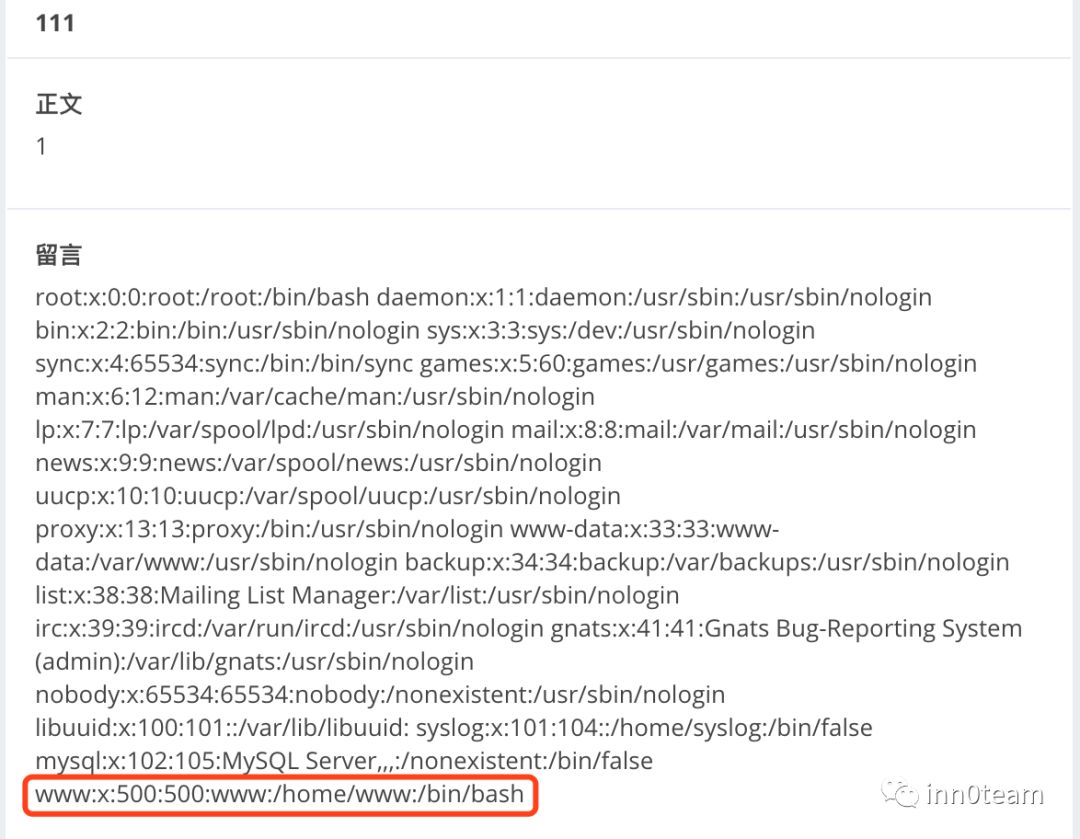 111
正文
1
留言
root:x:0:0:root:/root:/bin/bash daemon:x:1:1:daemon:/usr/sbin:/usr/sbin/nologin
bin:x:2:2:bin:/bin:/usr/sbin/nologin sys:x:3:3:sys:/dev:/usr/sbin/nologin
sync:x:4:65534:sync:/bin:/bin/sync games:x:5:60:games:/usr/games:/usr/sbin/nologin
man:x:6:12:man:/var/cache/man:/usr/sbin/nologin
lp:x:7:7:lp:/var/spool/lpd:/usr/sbin/nologin mail:x:8:8:mail:/var/mail:/usr/sbin/nologin
news:x:9:9:news:/var/spool/news:/usr/sbin/nologin
uucp:x:10:10:uucp:/var/spool/uucp:/usr/sbin/nologin
proxy:x:13:13:proxy:/bin:/usr/sbin/nologin www-data:x:33:33:www-
data:/var/www:/usr/sbin/nologin backup:x:34:34:backup:/var/backups:/usr/sbin/nologin
list:x:38:38:Mailing List Manager:/var/list:/usr/sbin/nologin
irc:x:39:39:ircd:/var/run/ircd:/usr/sbin/nologin gnats:x:41:41:Gnats Bug-Reporting System
(admin):/var/lib/gnats:/usr/sbin/nologin
nobody:x:65534:65534:nobody:/nonexistent:/usr/sbin/nologin
libuuid:x:100:101::/var/lib/libuuid: syslog:x:101:104::/home/syslog:/bin/false
mysql:x:102:105:MySQL Server,,,:/nonexistent:/bin/false
www:x:500:500:www:/home/www:/bin/bash
inn0team